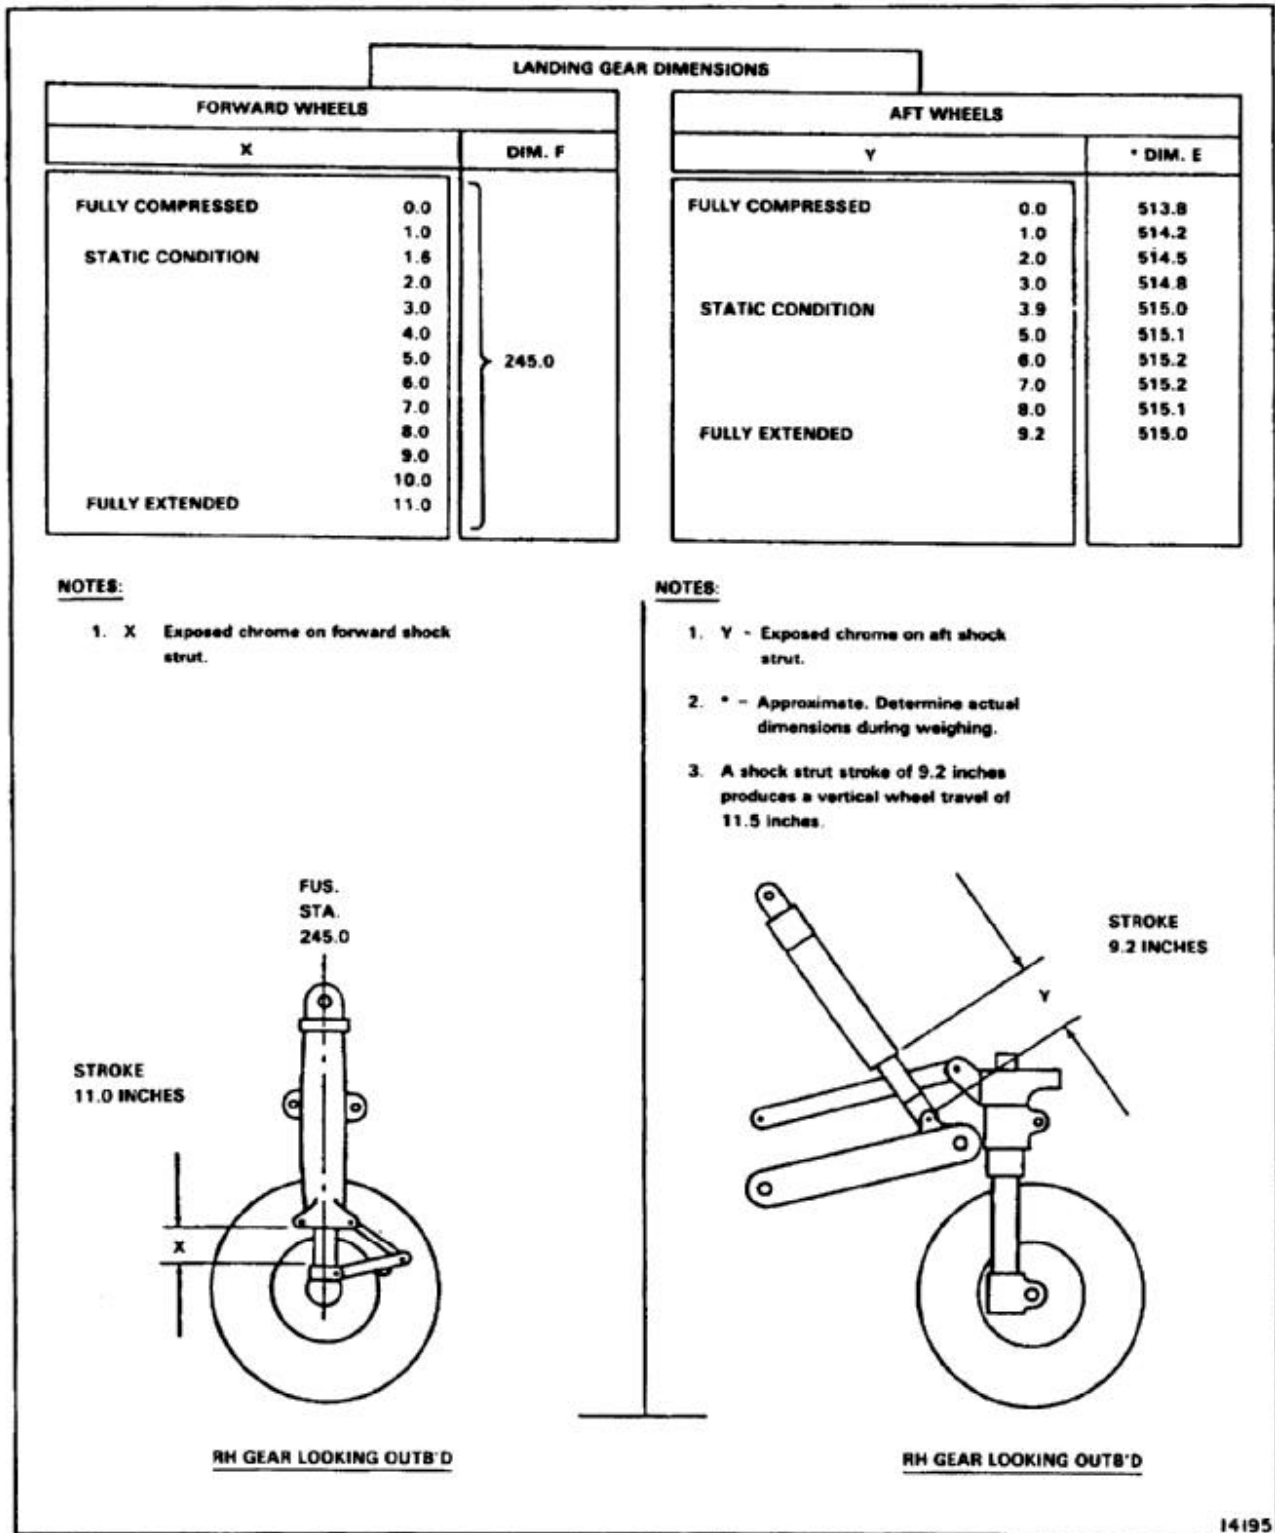 LANDING GEAR DIMENSIONS
FORWARD WHEELS
X DIM. F
FULLY COMPRESSED 0.0
1.0
STATIC CONDITION 1.6
2.0
3.0
4.0
5.0 245.0
6.0
7.0
8.0
9.0
10.0
FULLY EXTENDED 11.0
AFT WHEELS
Y * DIM. E
FULLY COMPRESSED 0.0 513.8
1.0 514.2
2.0 514.5
3.0 514.8
STATIC CONDITION 3.9 515.0
5.0 515.1
6.0 515.2
7.0 515.2
8.0 515.1
FULLY EXTENDED 9.2 515.0
NOTES:
1. X Exposed chrome on forward shock
strut.
NOTES:
1. Y - Exposed chrome on aft shock
strut.
2. * - Approximate. Determine actual
dimensions during weighing.
3. A shock strut stroke of 9.2 inches
produces a vertical wheel travel of
11.5 inches.
FUS.
STA.
245.0
STROKE
11.0 INCHES
X
RH GEAR LOOKING OUTB'D
STROKE
9.2 INCHES
Y
RH GEAR LOOKING OUTB'D
14195